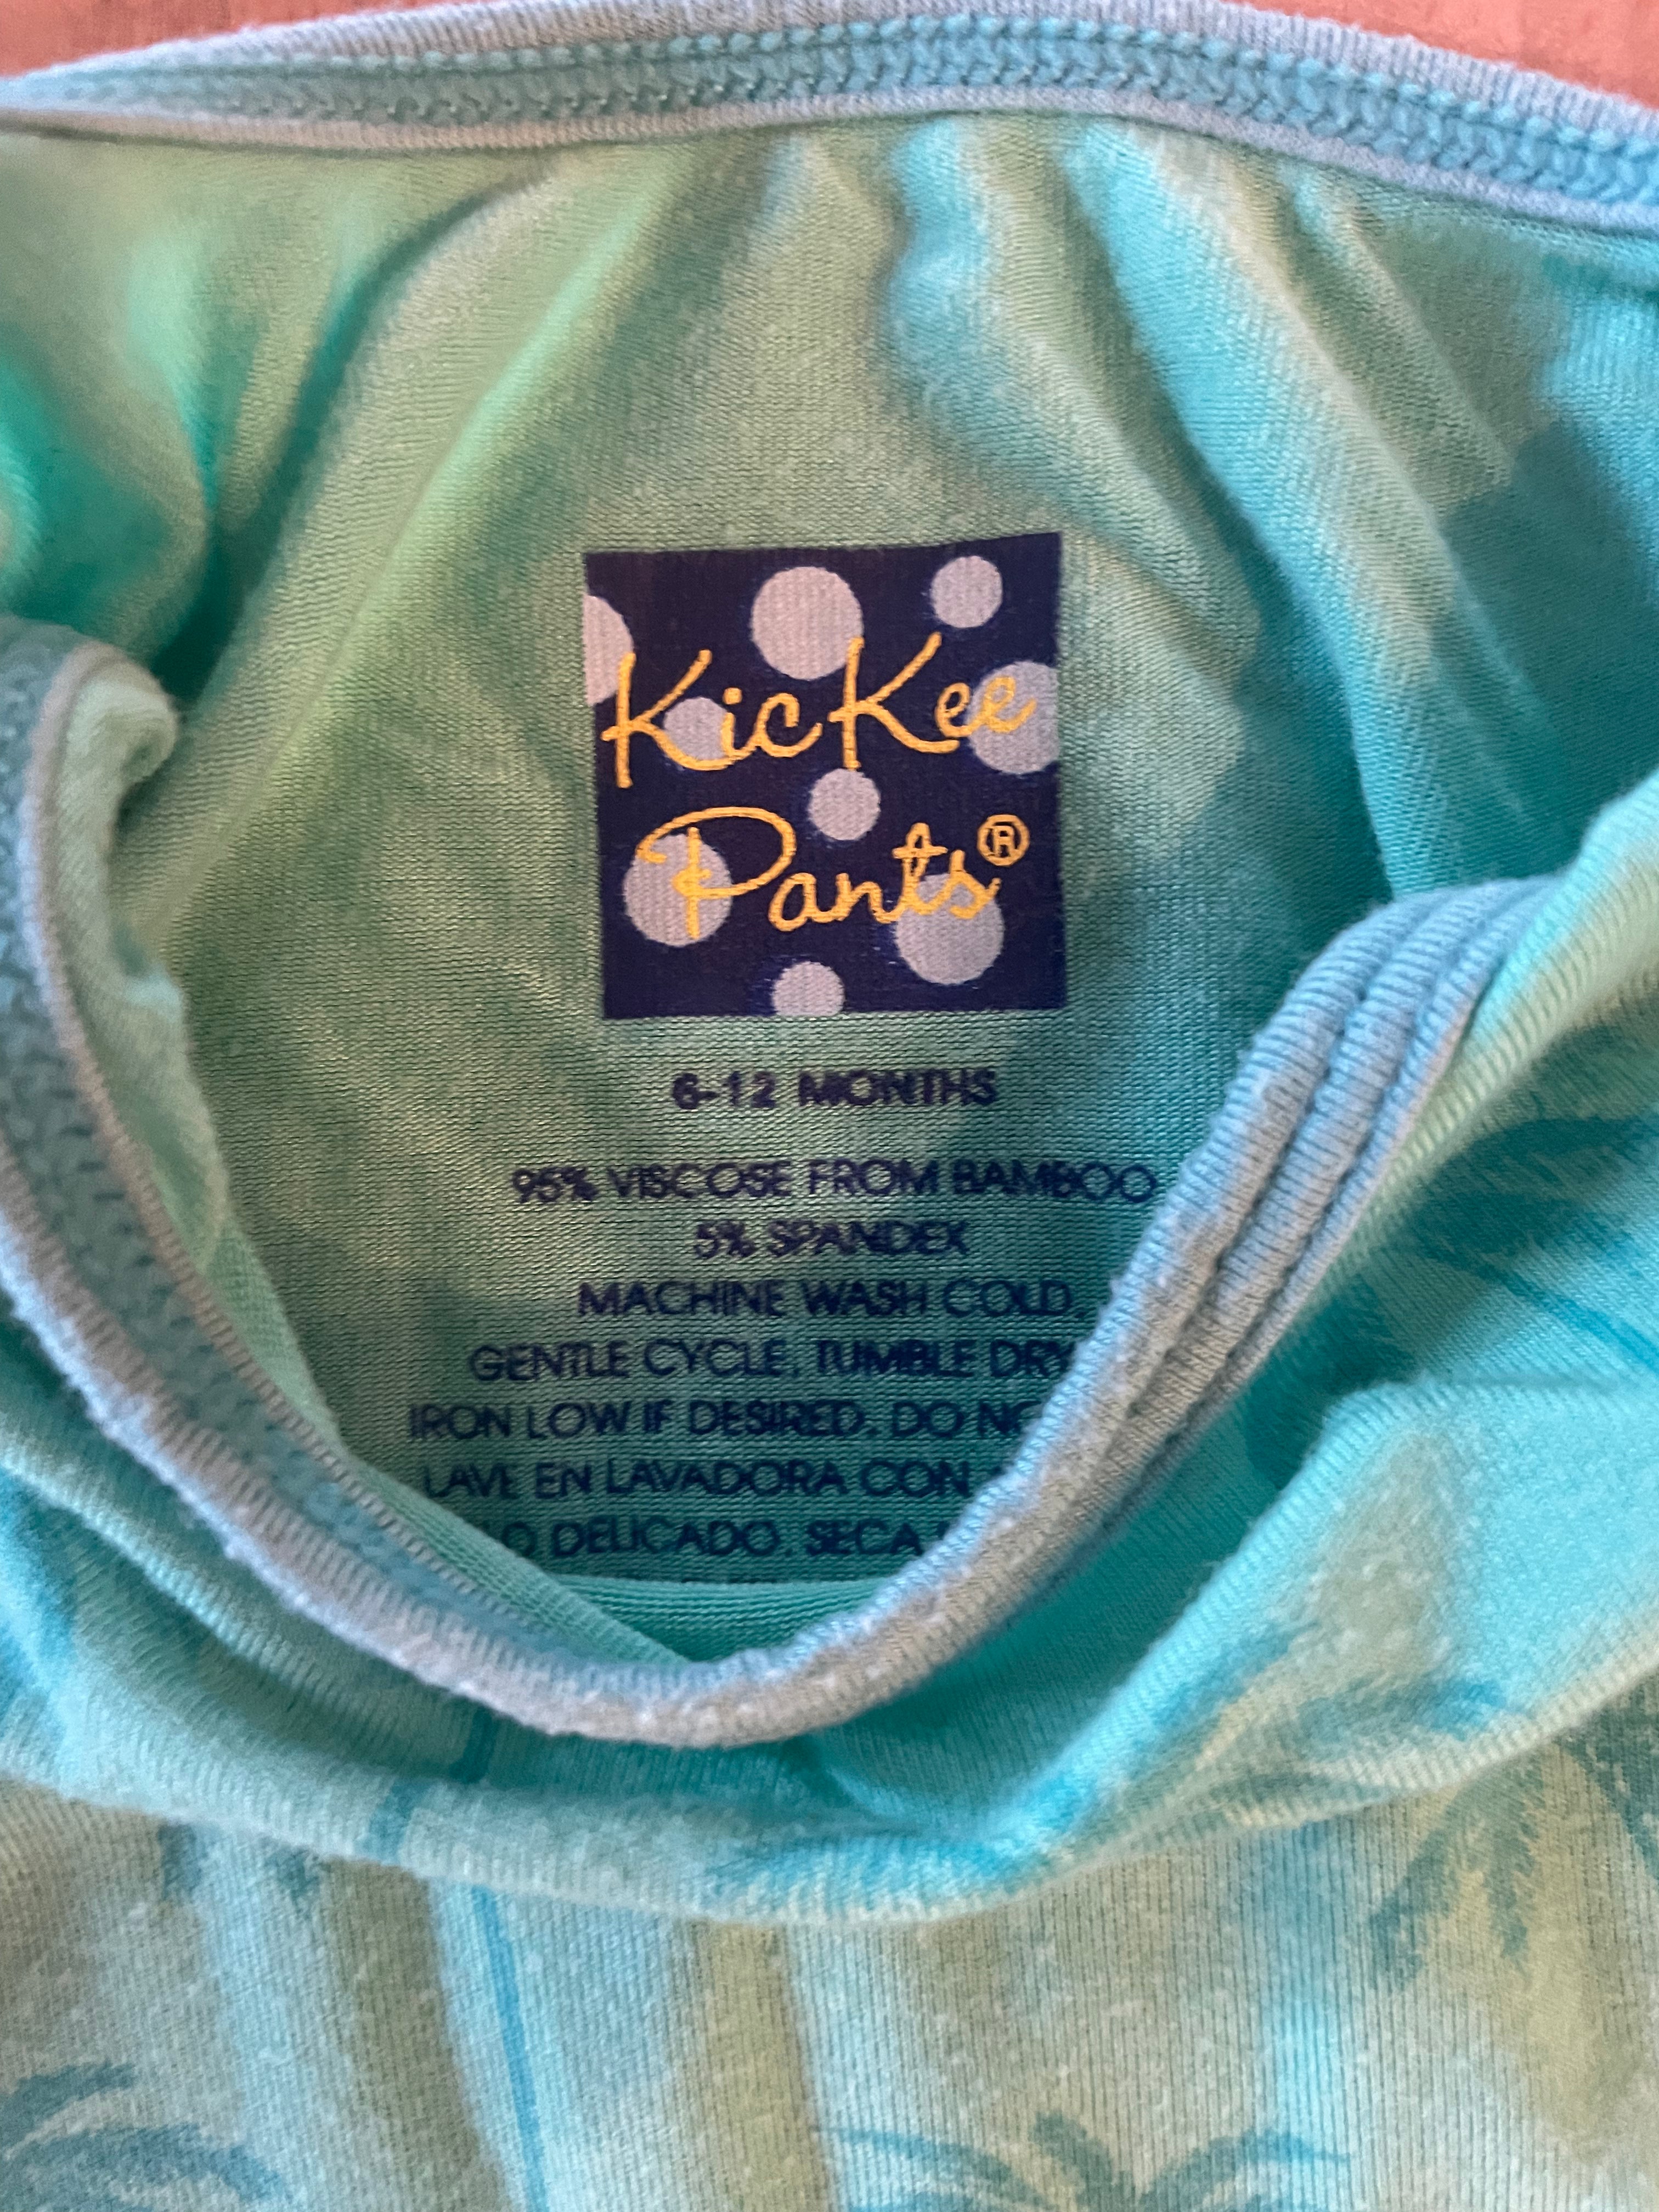 KicKee
Pants®
6-12 MONTHS
95% VISCOSE FROM BAMBOO
5% SPANDEX
MACHINE WASH COLD,
GENTLE CYCLE, TUMBLE DRY
IRON LOW IF DESIRED. DO
LAVE EN LAVADORA CON
DELICADO. SECA